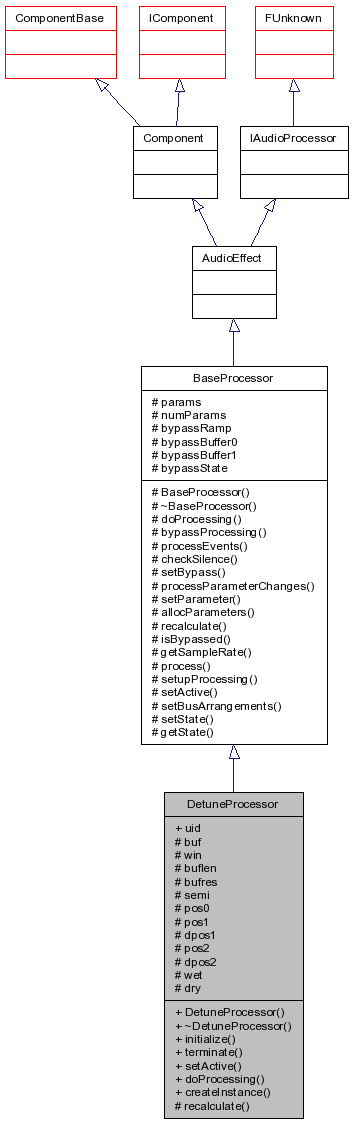 ComponentBase
IComponent
FUnknown
Component
IAudioProcessor
AudioEffect
BaseProcessor
# params
# numParams
# bypassRamp
# bypassBuffer0
# bypassBuffer1
# bypassState
# BaseProcessor()
# ~BaseProcessor()
# doProcessing()
# bypassProcessing()
# processEvents()
# checkSilence()
# setBypass()
# processParameterChanges()
# setParameter()
# allocParameters()
# recalculate()
# isBypassed()
# getSampleRate()
# process()
# setupProcessing()
# setActive()
# setBusArrangements()
# setState()
# getState()
DetuneProcessor
+ uid
# buf
# win
# buflen
# bufres
# semi
# pos0
# pos1
# dpos1
# pos2
# dpos2
# wet
# dry
+ DetuneProcessor()
+ ~DetuneProcessor()
+ initialize()
+ terminate()
+ setActive()
+ doProcessing()
+ createInstance()
# recalculate()